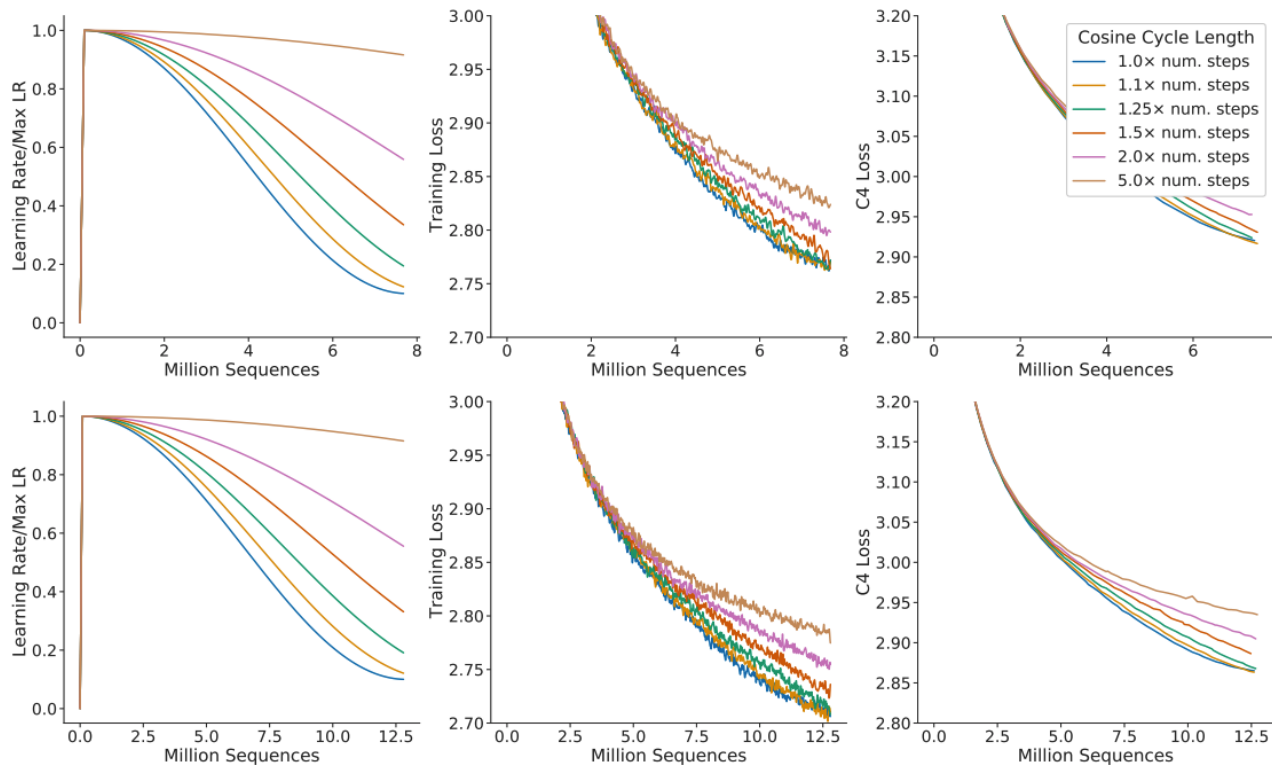 Learning Rate/Max LR
1.0
0.8
0.6
0.4
0.2
0.0
0 2 4 6 8
Million Sequences
Training Loss
3.00
2.95
2.90
2.85
2.80
2.75
2.70
0 2 4 6 8
Million Sequences
C4 Loss
3.20
3.15
3.10
3.05
3.00
2.95
2.90
2.85
2.80
0 2 4 6
Million Sequences
Cosine Cycle Length
1.0× num. steps
1.1× num. steps
1.25× num. steps
1.5× num. steps
2.0× num. steps
5.0× num. steps
Learning Rate/Max LR
1.0
0.8
0.6
0.4
0.2
0.0
0.0 2.5 5.0 7.5 10.0 12.5
Million Sequences
Training Loss
3.00
2.95
2.90
2.85
2.80
2.75
2.70
0.0 2.5 5.0 7.5 10.0 12.5
Million Sequences
C4 Loss
3.20
3.15
3.10
3.05
3.00
2.95
2.90
2.85
2.80
0.0 2.5 5.0 7.5 10.0 12.5
Million Sequences